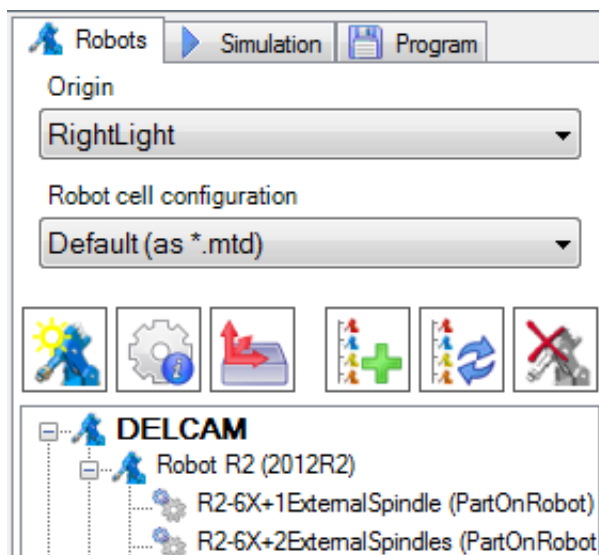 Robots Simulation Program
Origin
RightLight
Robot cell configuration
Default (as *.mtd)
DELCAM
Robot R2 (2012R2)
R2-6X+1ExternalSpindle (PartOnRobot)
R2-6X+2ExternalSpindles (PartOnRobot